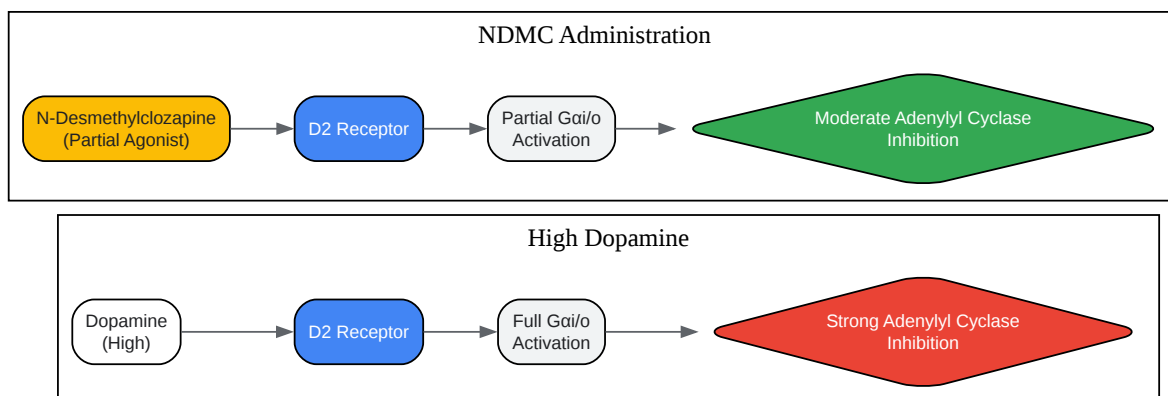 NDMC Administration
N-Desmethylclozapine
(Partial Agonist)
D2 Receptor
Partial Gαi/o
Activation
Moderate Adenylyl Cyclase
Inhibition
High Dopamine
Dopamine
(High)
D2 Receptor
Full Gαi/o
Activation
Strong Adenylyl Cyclase
Inhibition